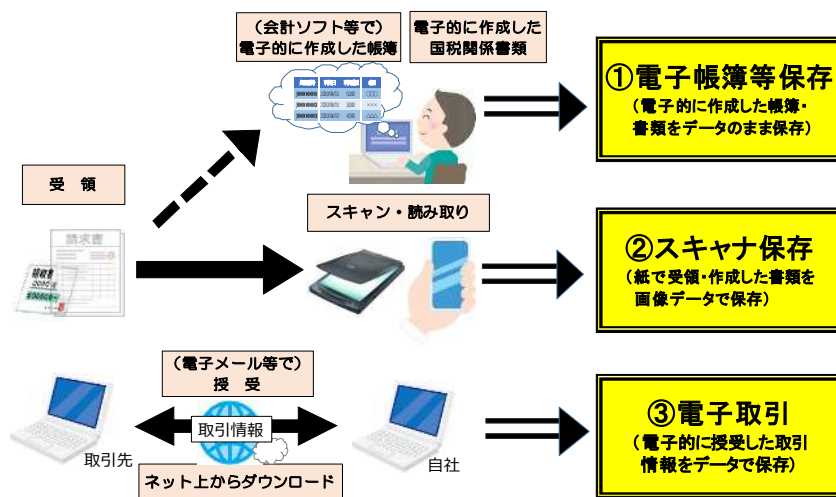 （会計ソフト等で）
電子的に作成した帳簿
電子的に作成した
国税関係書類
①電子帳簿等保存
（電子的に作成した帳簿・
書類をデータのまま保存）
受　領
請求書
領収書
スキャン・読み取り
②スキャナ保存
（紙で受領・作成した書類を
画像データで保存）
（電子メール等で）
授　受
取引情報
取引先
自社
ネット上からダウンロード
③電子取引
（電子的に授受した取引
情報をデータで保存）